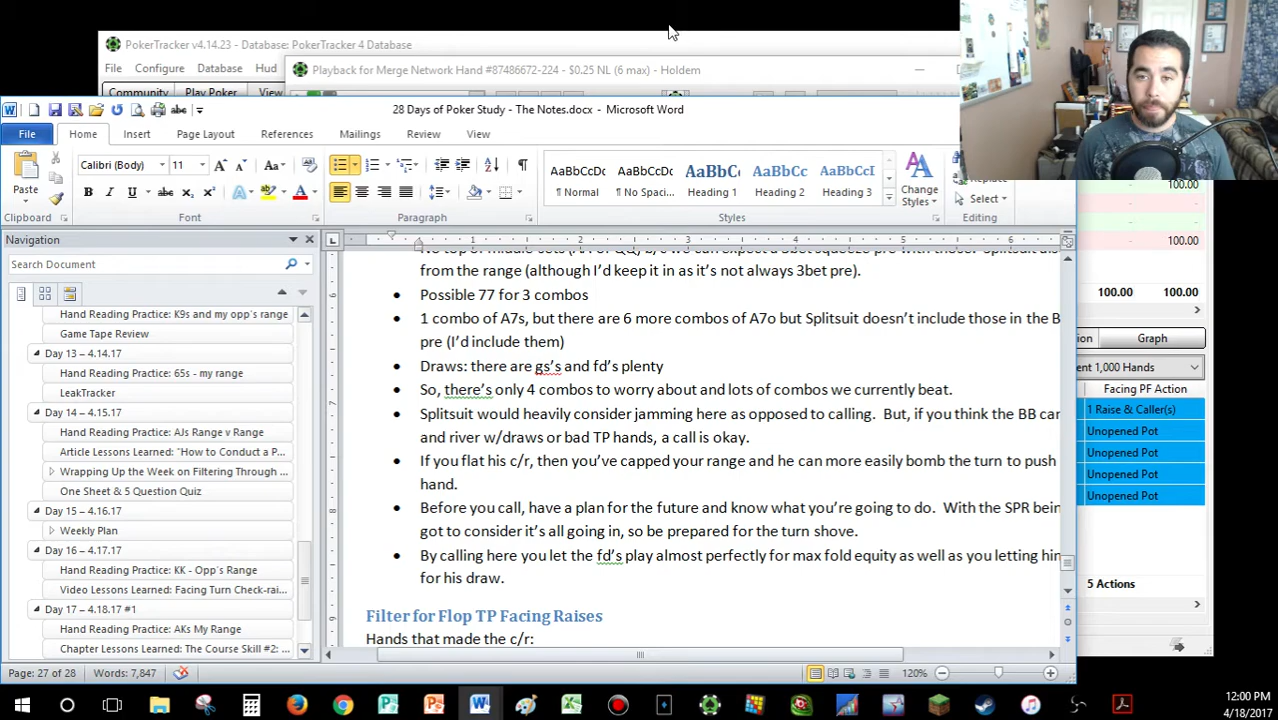 PokerTracker v4.14.23 - Database: PokerTracker 4 Database
File Configure Database Hud
Playback for Merge Network Hand #87486672-224 - $0.25 NL (6 max) - Holdem
Community Play Poker View
28 Days of Poker Study - The Notes.docx - Microsoft Word
File Home Insert Page Layout References Mailings Review View
Calibri (Body) 11
Paste
AaBbCcDc AaBbCcDc AaBbCc AaBbCc AaBbCcI
¶ Normal ¶ No Spaci... Heading 1 Heading 2 Heading 3
Change Styles
Select
Clipboard Font Paragraph Styles Editing
100.00
100.00
Navigation
Search Document
Hand Reading Practice: K9s and my opp's range
Game Tape Review
Day 13 – 4.14.17
Hand Reading Practice: 65s - my range
LeakTracker
Day 14 – 4.15.17
Hand Reading Practice: AJs Range v Range
Article Lessons Learned: "How to Conduct a P...
Wrapping Up the Week on Filtering Through ...
One Sheet & 5 Question Quiz
Day 15 – 4.16.17
Weekly Plan
Day 16 – 4.17.17
Hand Reading Practice: KK - Opp's Range
Video Lessons Learned: Facing Turn Check-rai...
Day 17 – 4.18.17 #1
Hand Reading Practice: AKs My Range
Chapter Lessons Learned: The Course Skill #2:
from the range (although I'd keep it in as it's not always 3bet pre).
• Possible 77 for 3 combos
• 1 combo of A7s, but there are 6 more combos of A7o but Splitsuit doesn't include those in the B
pre (I'd include them)
• Draws: there are gs's and fd's plenty
• So, there's only 4 combos to worry about and lots of combos we currently beat.
• Splitsuit would heavily consider jamming here as opposed to calling. But, if you think the BB can
and river w/draws or bad TP hands, a call is okay.
• If you flat his c/r, then you've capped your range and he can more easily bomb the turn to push
hand.
• Before you call, have a plan for the future and know what you're going to do. With the SPR bein
got to consider it's all going in, so be prepared for the turn shove.
• By calling here you let the fd's play almost perfectly for max fold equity as well as you letting him
for his draw.
Filter for Flop TP Facing Raises
Hands that made the c/r:
100.00 100.00
Graph
ent 1,000 Hands
Facing PF Action
1 Raise & Caller(s)
Unopened Pot
Unopened Pot
Unopened Pot
Unopened Pot
5 Actions
Page: 27 of 28 Words: 7,847 120%
12:00 PM
4/18/2017